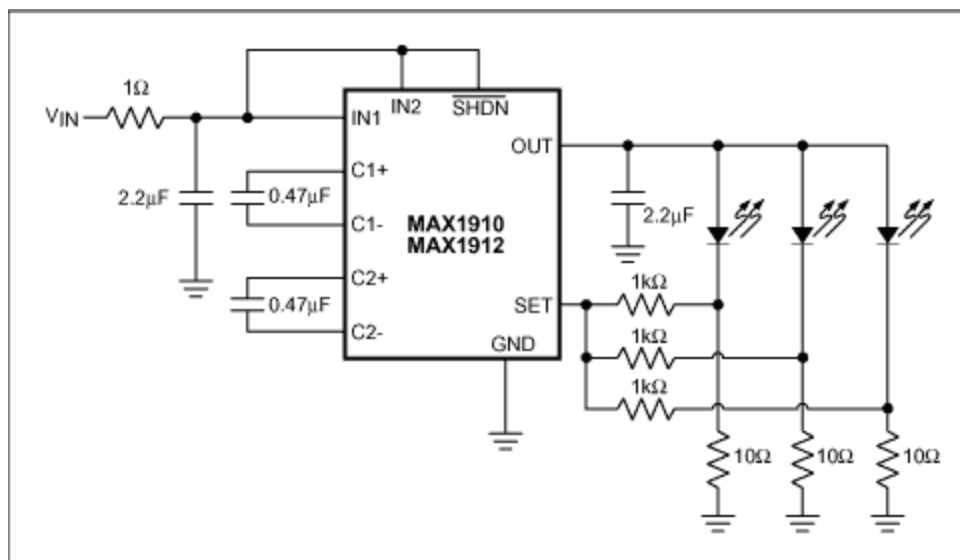 1Ω
VIN
2.2µF
0.47µF
0.47µF
IN1
IN2
SHDN
C1+
C1-
C2+
C2-
MAX1910
MAX1912
OUT
SET
GND
2.2µF
1kΩ
1kΩ
1kΩ
10Ω
10Ω
10Ω